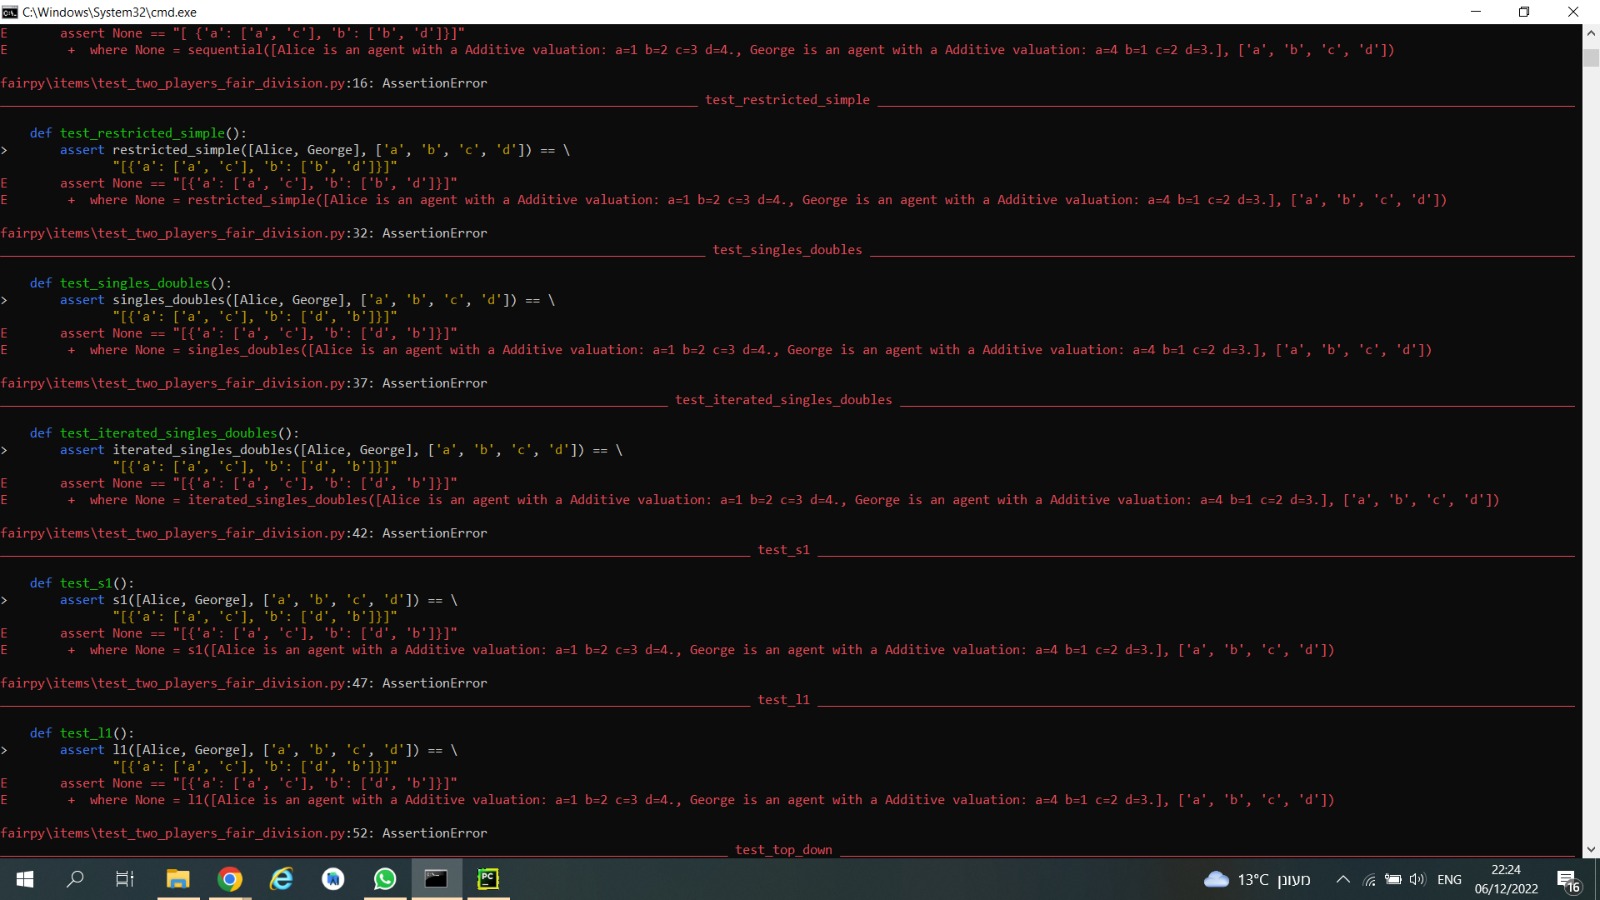 C:\Windows\System32\cmd.exe
E       assert None == "[ {'a': ['a', 'c'], 'b': ['b', 'd']}]"
E        +  where None = sequential([Alice is an agent with a Additive valuation: a=1 b=2 c=3 d=4., George is an agent with a Additive valuation: a=4 b=1 c=2 d=3.], ['a', 'b', 'c', 'd'])
fairpy\items\test_two_players_fair_division.py:16: AssertionError
test_restricted_simple
def test_restricted_simple():
>       assert restricted_simple([Alice, George], ['a', 'b', 'c', 'd']) == \
"[{'a': ['a', 'c'], 'b': ['b', 'd']}]"
E       assert None == "[{'a': ['a', 'c'], 'b': ['b', 'd']}]"
E        +  where None = restricted_simple([Alice is an agent with a Additive valuation: a=1 b=2 c=3 d=4., George is an agent with a Additive valuation: a=4 b=1 c=2 d=3.], ['a', 'b', 'c', 'd'])
fairpy\items\test_two_players_fair_division.py:32: AssertionError
test_singles_doubles
def test_singles_doubles():
>       assert singles_doubles([Alice, George], ['a', 'b', 'c', 'd']) == \
"[{'a': ['a', 'c'], 'b': ['d', 'b']}]"
E       assert None == "[{'a': ['a', 'c'], 'b': ['d', 'b']}]"
E        +  where None = singles_doubles([Alice is an agent with a Additive valuation: a=1 b=2 c=3 d=4., George is an agent with a Additive valuation: a=4 b=1 c=2 d=3.], ['a', 'b', 'c', 'd'])
fairpy\items\test_two_players_fair_division.py:37: AssertionError
test_iterated_singles_doubles
def test_iterated_singles_doubles():
>       assert iterated_singles_doubles([Alice, George], ['a', 'b', 'c', 'd']) == \
"[{'a': ['a', 'c'], 'b': ['d', 'b']}]"
E       assert None == "[{'a': ['a', 'c'], 'b': ['d', 'b']}]"
E        +  where None = iterated_singles_doubles([Alice is an agent with a Additive valuation: a=1 b=2 c=3 d=4., George is an agent with a Additive valuation: a=4 b=1 c=2 d=3.], ['a', 'b', 'c', 'd'])
fairpy\items\test_two_players_fair_division.py:42: AssertionError
test_s1
def test_s1():
>       assert s1([Alice, George], ['a', 'b', 'c', 'd']) == \
"[{'a': ['a', 'c'], 'b': ['d', 'b']}]"
E       assert None == "[{'a': ['a', 'c'], 'b': ['d', 'b']}]"
E        +  where None = s1([Alice is an agent with a Additive valuation: a=1 b=2 c=3 d=4., George is an agent with a Additive valuation: a=4 b=1 c=2 d=3.], ['a', 'b', 'c', 'd'])
fairpy\items\test_two_players_fair_division.py:47: AssertionError
test_l1
def test_l1():
>       assert l1([Alice, George], ['a', 'b', 'c', 'd']) == \
"[{'a': ['a', 'c'], 'b': ['d', 'b']}]"
E       assert None == "[{'a': ['a', 'c'], 'b': ['d', 'b']}]"
E        +  where None = l1([Alice is an agent with a Additive valuation: a=1 b=2 c=3 d=4., George is an agent with a Additive valuation: a=4 b=1 c=2 d=3.], ['a', 'b', 'c', 'd'])
fairpy\items\test_two_players_fair_division.py:52: AssertionError
test_top_down
PC
13°C מעונן
ENG
22:24
06/12/2022
16